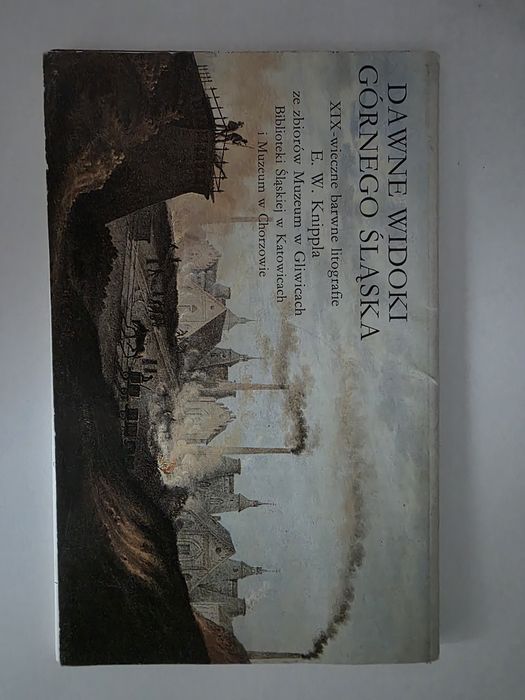 DAWNE WIDOKI
GÓRNEGO ŚLĄSKA
XIX-wieczne barwne litografie
E. W. Knippla
ze zbiorów Muzeum w Gliwicach
Biblioteki Śląskiej w Katowicach
i Muzeum w Chorzowie